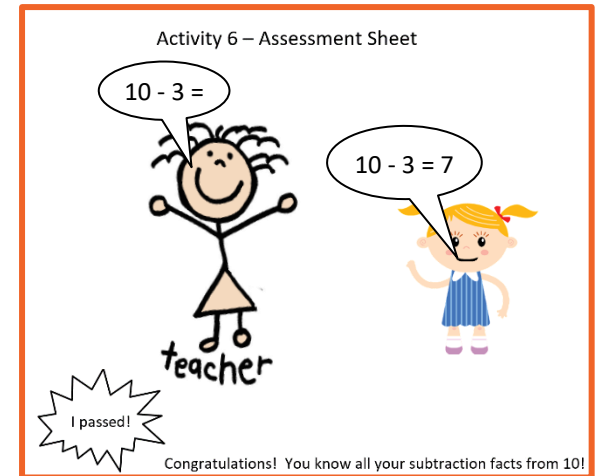 Activity 6 – Assessment Sheet
10 - 3 =
10 - 3 = 7
teacher
I passed!
Congratulations!  You know all your subtraction facts from 10!